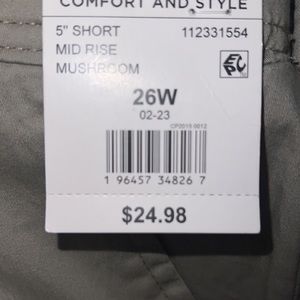 COMFORT AND STYLE
5" SHORT 112331554
MID RISE
MUSHROOM
EPC
26W
02-23
CP2015 0012
1 96457 34826 7
$24.98